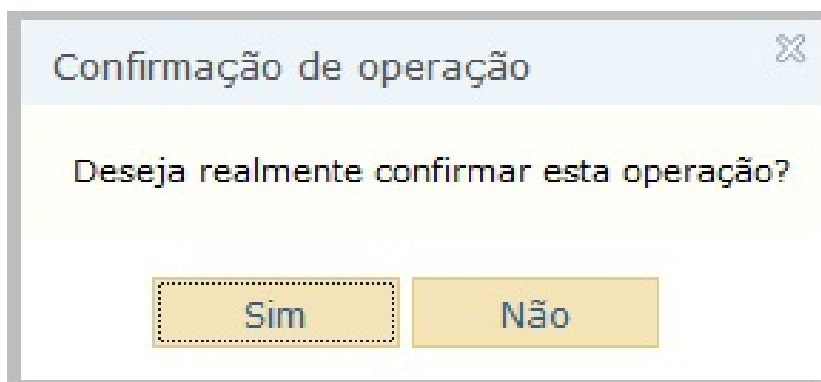 Confirmação de operação
Deseja realmente confirmar esta operação?
Sim Não